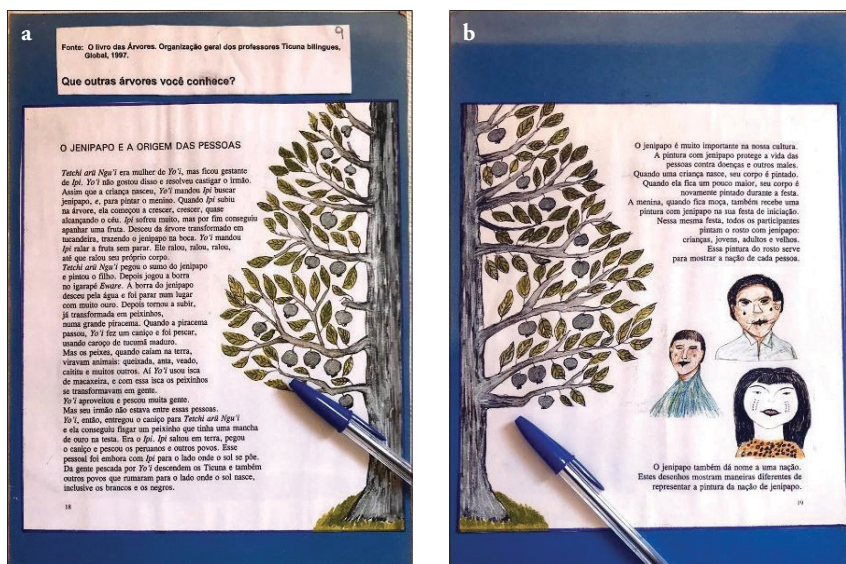 a
9
Fonte: O livro das Árvores. Organização geral dos professores Ticuna bilíngues,
Global, 1997.
Que outras árvores você conhece?
O JENIPAPO E A ORIGEM DAS PESSOAS
Tetchi arü Ngu'i era mulher de Yo'i, mas ficou gestante
de Ipi. Yo'i não gostou disso e resolveu castigar o irmão.
Assim que a criança nasceu, Yo'i mandou Ipi buscar
jenipapo, e, para pintar o menino. Quando Ipi subiu
na árvore, ela começou a crescer, crescer, quase
alcançando o céu. Ipi sofreu muito, mas por fim conseguiu
apanhar uma fruta. Desceu da árvore transformado em
tucandeira, trazendo o jenipapo na boca. Yo'i mandou
Ipi ralar a fruta sem parar. Ele ralou, ralou, ralou,
até que ralou seu próprio corpo.
Tetchi arü Ngu'i pegou o sumo do jenipapo
e pintou o filho. Depois jogou a borra
no igarapé Eware. A borra do jenipapo
desceu pela água e foi parar num lugar
com muito ouro. Depois tornou a subir,
já transformada em peixinhos,
numa grande piracema. Quando a piracema
passou, Yo'i fez um caniço e foi pescar,
usando caroço de tucumã maduro.
Mas os peixes, quando caíam na terra,
viravam animais: queixada, anta, veado,
caititu e muitos outros. Aí Yo'i usou isca
de macaxeira, e com essa isca os peixinhos
se transformavam em gente.
Yo'i aproveitou e pescou muita gente.
Mas seu irmão não estava entre essas pessoas.
Yo'i, então, entregou o caniço para Tetchi arü Ngu'i
e ela conseguiu fisgar um peixinho que tinha uma mancha
de ouro na testa. Era o Ipi. Ipi saltou em terra, pegou
o caniço e pescou os peruanos e outros povos. Esse
pessoal foi embora com Ipi para o lado onde o sol se põe.
Da gente pescada por Yo'i descendem os Ticuna e também
outros povos que rumaram para o lado onde o sol nasce,
inclusive os brancos e os negros.
18
b
O jenipapo é muito importante na nossa cultura.
A pintura com jenipapo protege a vida das
pessoas contra doenças e outros males.
Quando uma criança nasce, seu corpo é pintado.
Quando ela fica um pouco maior, seu corpo é
novamente pintado durante a festa.
A menina, quando fica moça, também recebe uma
pintura com jenipapo na sua festa de iniciação.
Nessa mesma festa, todos os participantes
pintam o rosto com jenipapo:
crianças, jovens, adultos e velhos.
Essa pintura do rosto serve
para mostrar a nação de cada pessoa.
O jenipapo também dá nome a uma nação.
Estes desenhos mostram maneiras diferentes de
representar a pintura da nação de jenipapo.
19